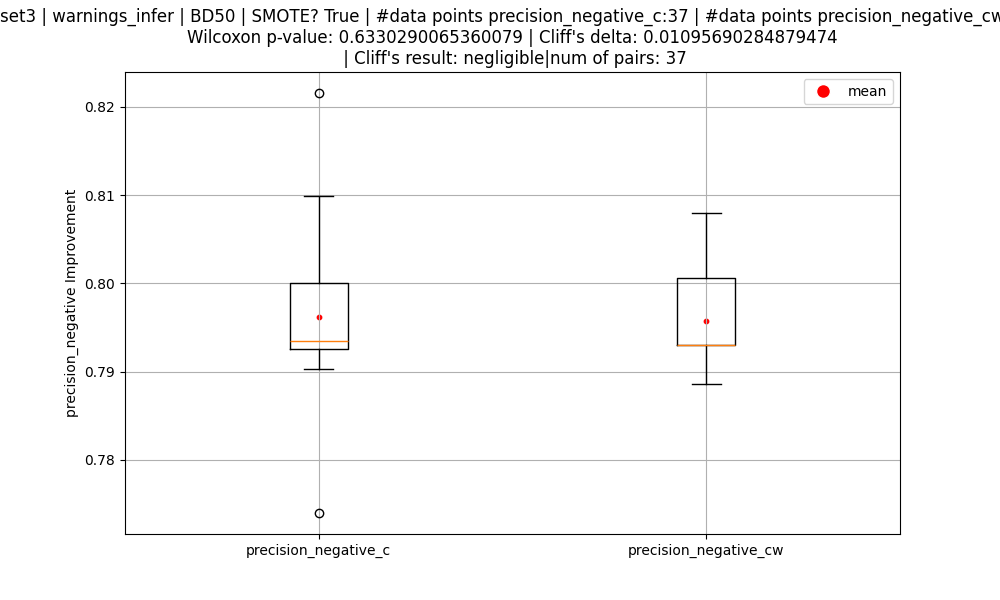 set3 | warnings_infer | BD50 | SMOTE? True | #data points precision_negative_c:37 | #data points precision_negative_cw
Wilcoxon p-value: 0.6330290065360079 | Cliff's delta: 0.01095690284879474
| Cliff's result: negligible|num of pairs: 37
mean
0.82
0.81
0.80
0.79
0.78
precision_negative Improvement
precision_negative_c
precision_negative_cw